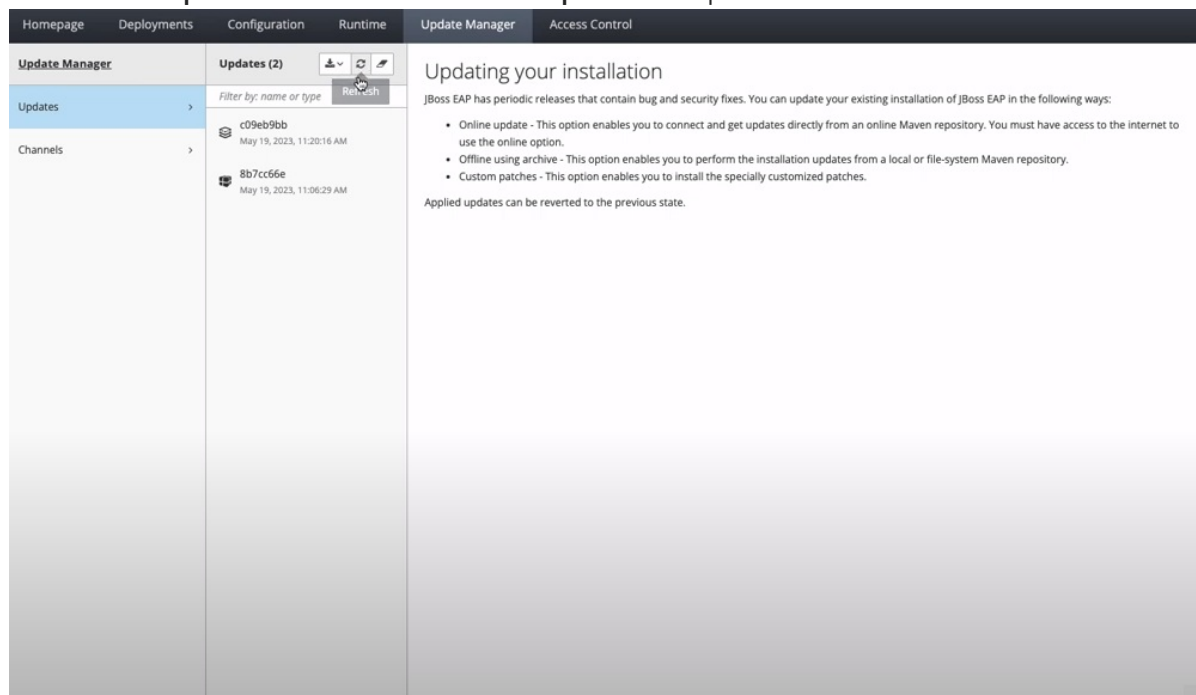 Homepage Deployments Configuration Runtime Update Manager Access Control
Update Manager
Updates
Channels
Updates (2)
Refresh
Filter by: name or type
c09eb9bb
May 19, 2023, 11:20:16 AM
8b7cc66e
May 19, 2023, 11:06:29 AM
Updating your installation
JBoss EAP has periodic releases that contain bug and security fixes. You can update your existing installation of JBoss EAP in the following ways:
• Online update - This option enables you to connect and get updates directly from an online Maven repository. You must have access to the internet to
use the online option.
• Offline using archive - This option enables you to perform the installation updates from a local or file-system Maven repository.
• Custom patches - This option enables you to install the specially customized patches.
Applied updates can be reverted to the previous state.